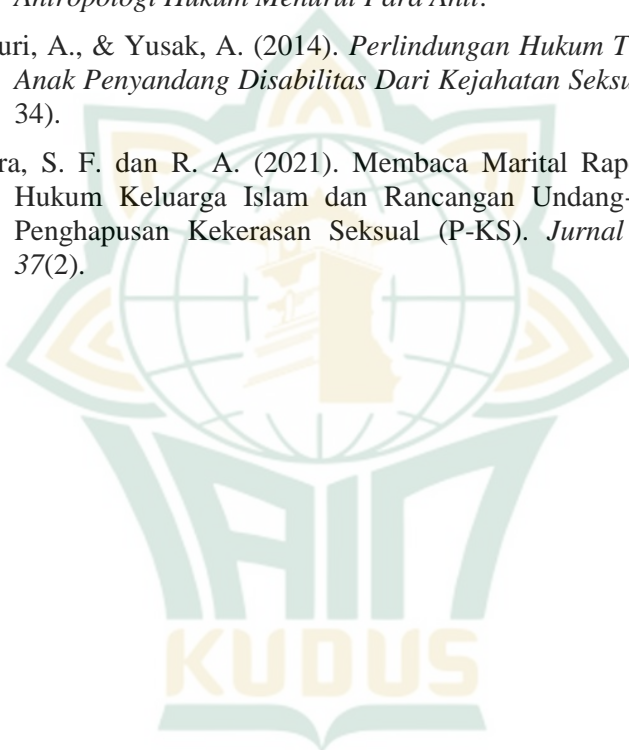 Antropologi Hukum Menurut Para Ahli.
uri, A., & Yusak, A. (2014). Perlindungan Hukum T
Anak Penyandang Disabilitas Dari Kejahatan Seksu
34).
ra, S. F. dan R. A. (2021). Membaca Marital Rap
Hukum Keluarga Islam dan Rancangan Undang-
Penghapusan Kekerasan Seksual (P-KS). Jurnal
37(2).
IAIN
KUDUS